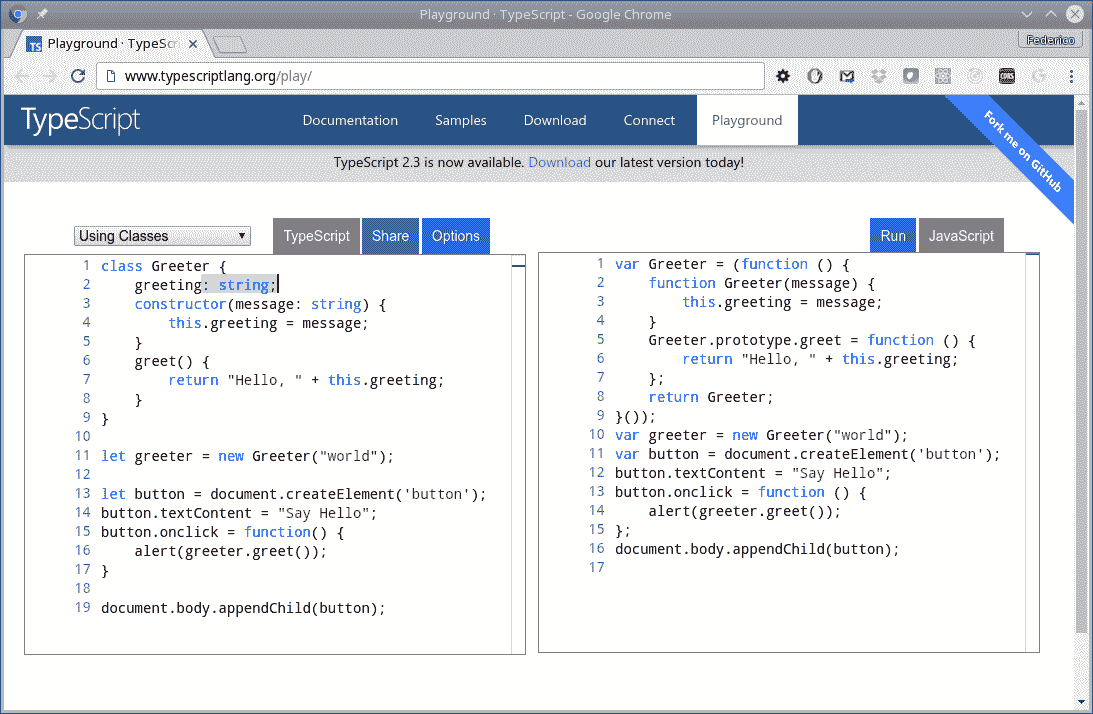 Playground · TypeScript - Google Chrome
Playground · TypeScr
Federico
www.typescriptlang.org/play/
TypeScript
Documentation
Samples
Download
Connect
Playground
Fork me on GitHub
TypeScript 2.3 is now available. Download our latest version today!
Using Classes
TypeScript
Share
Options
Run
JavaScript
1 class Greeter {
2     greeting: string;
3     constructor(message: string) {
4         this.greeting = message;
5     }
6     greet() {
7         return "Hello, " + this.greeting;
8     }
9 }
10
11 let greeter = new Greeter("world");
12
13 let button = document.createElement('button');
14 button.textContent = "Say Hello";
15 button.onclick = function() {
16     alert(greeter.greet());
17 }
18
19 document.body.appendChild(button);
1 var Greeter = (function () {
2     function Greeter(message) {
3         this.greeting = message;
4     }
5     Greeter.prototype.greet = function () {
6         return "Hello, " + this.greeting;
7     };
8     return Greeter;
9 }());
10 var greeter = new Greeter("world");
11 var button = document.createElement('button');
12 button.textContent = "Say Hello";
13 button.onclick = function () {
14     alert(greeter.greet());
15 };
16 document.body.appendChild(button);
17